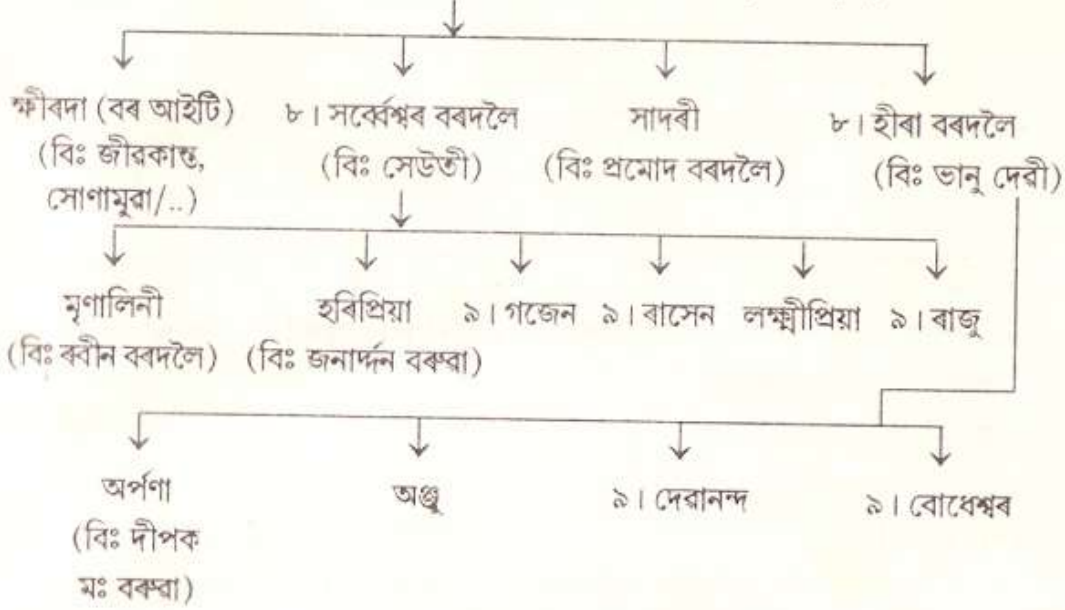 ক্ষীৰদা (বৰ আইটি) ৮। সৰ্ব্বেশ্বৰ বৰদলৈ সাদৰী ৮। হীৰা বৰদলৈ
(বিঃ জীৱকান্ত, (বিঃ সেউতী) (বিঃ প্ৰমোদ বৰদলৈ) (বিঃ ভানু দেৱী)
সোণামুৱা/..)
মৃণালিনী হৰিপ্ৰিয়া ৯। গজেন ৯। ৰাসেন লক্ষ্মীপ্ৰিয়া ৯। ৰাজু
(বিঃ ৰবীন বৰদলৈ) (বিঃ জনাৰ্দ্দন বৰুৱা)
অৰ্পণা অঞ্জু ৯। দেৱানন্দ ৯। বোধেশ্বৰ
(বিঃ দীপক
মঃ বৰুৱা)